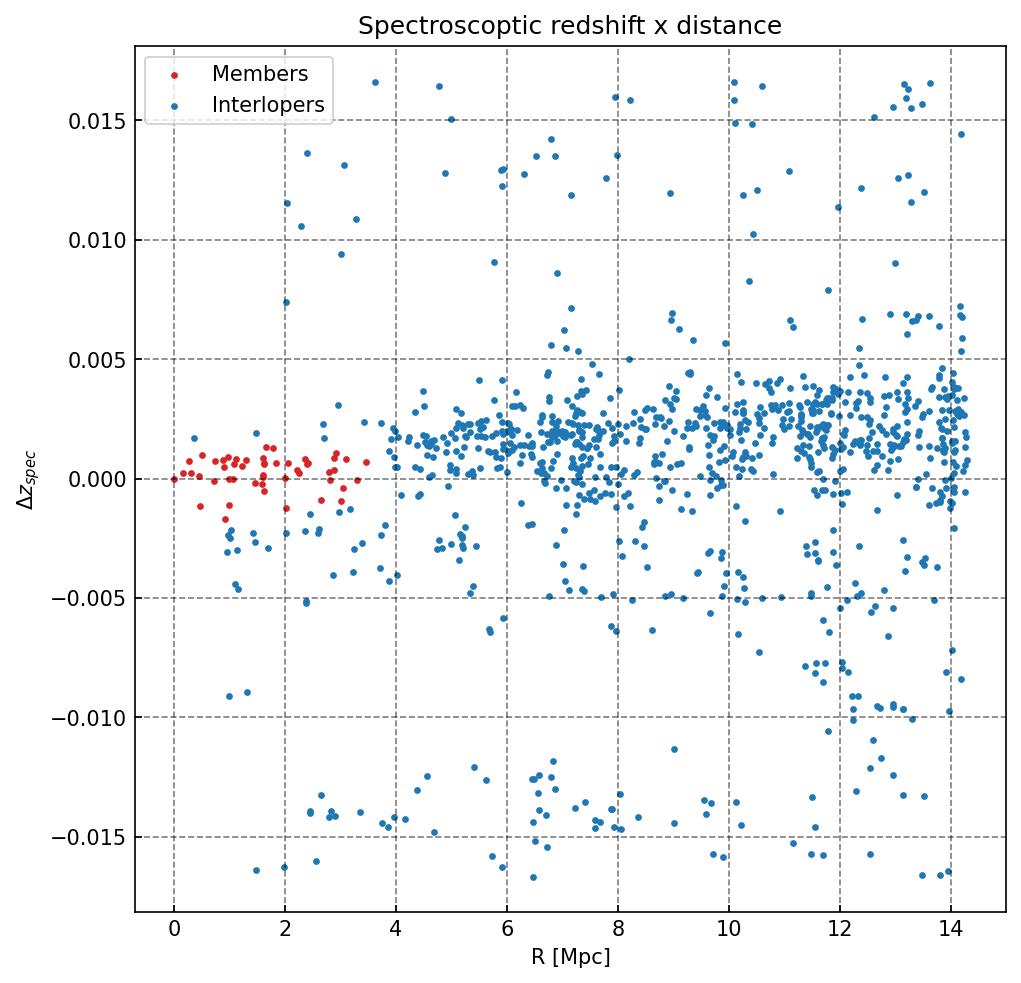 Spectroscoptic redshift x distance
Members
Interlopers
0.015
0.010
0.005
0.000
−0.005
−0.010
−0.015
Δz_spec
0 2 4 6 8 10 12 14
R [Mpc]